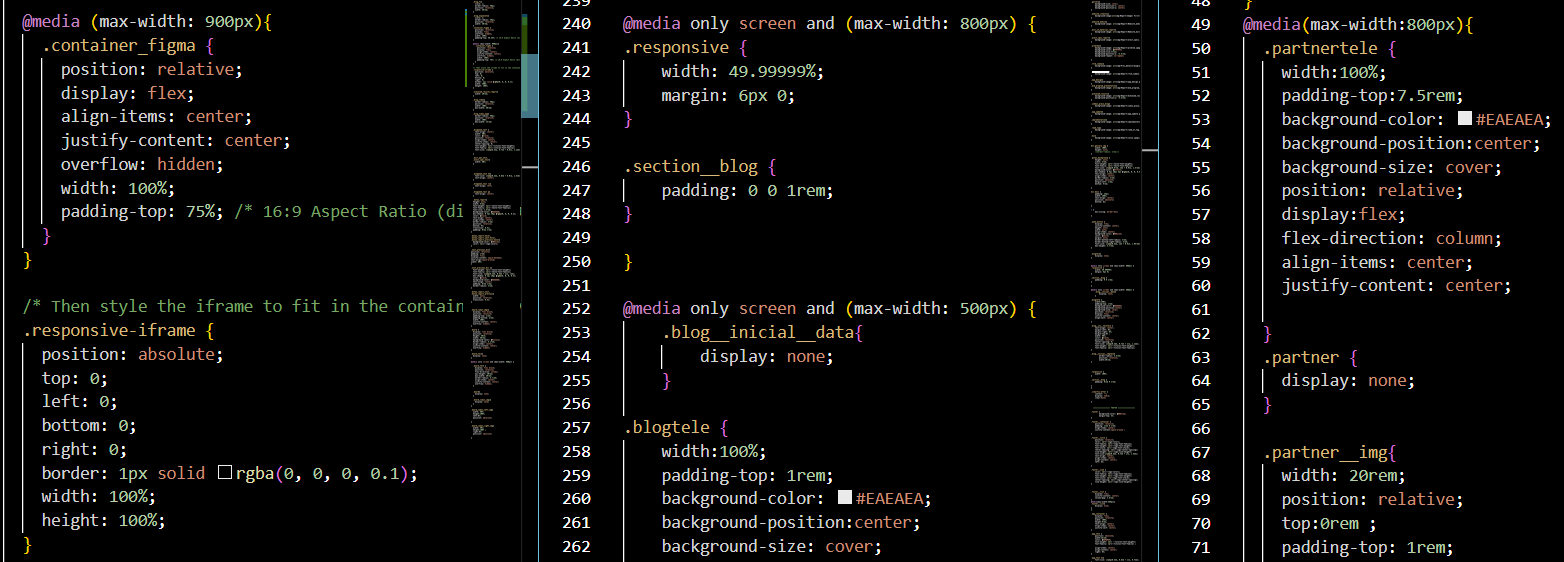 @media (max-width: 900px){
.container_figma {
position: relative;
display: flex;
align-items: center;
justify-content: center;
overflow: hidden;
width: 100%;
padding-top: 75%; /* 16:9 Aspect Ratio (di
}
}
/* Then style the iframe to fit in the contain
.responsive-iframe {
position: absolute;
top: 0;
left: 0;
bottom: 0;
right: 0;
border: 1px solid rgba(0, 0, 0, 0.1);
width: 100%;
height: 100%;
}
239
240 @media only screen and (max-width: 800px) {
241 .responsive {
242 width: 49.99999%;
243 margin: 6px 0;
244 }
245
246 .section__blog {
247 padding: 0 0 1rem;
248 }
249
250 }
251
252 @media only screen and (max-width: 500px) {
253 .blog__inicial__data{
254 display: none;
255 }
256
257 .blogtele {
258 width:100%;
259 padding-top: 1rem;
260 background-color: #EAEAEA;
261 background-position:center;
262 background-size: cover;
48 }
49 @media(max-width:800px){
50 .partnertele {
51 width:100%;
52 padding-top:7.5rem;
53 background-color: #EAEAEA;
54 background-position:center;
55 background-size: cover;
56 position: relative;
57 display:flex;
58 flex-direction: column;
59 align-items: center;
60 justify-content: center;
61
62 }
63 .partner {
64 display: none;
65 }
66
67 .partner__img{
68 width: 20rem;
69 position: relative;
70 top:0rem ;
71 padding-top: 1rem;